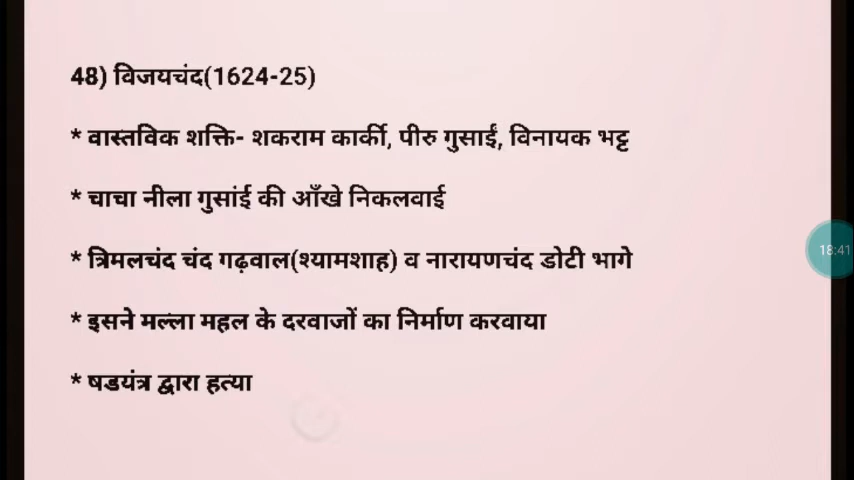 48) विजयचंद(1624-25)
* वास्तविक शक्ति- शकराम कार्की, पीरु गुसाईं, विनायक भट्ट
* चाचा नीला गुसांई की आँखे निकलवाई
* त्रिमलचंद चंद गढ़वाल(श्यामशाह) व नारायणचंद डोटी भागे
18:41
* इसने मल्ला महल के दरवाजों का निर्माण करवाया
* षडयंत्र द्वारा हत्या